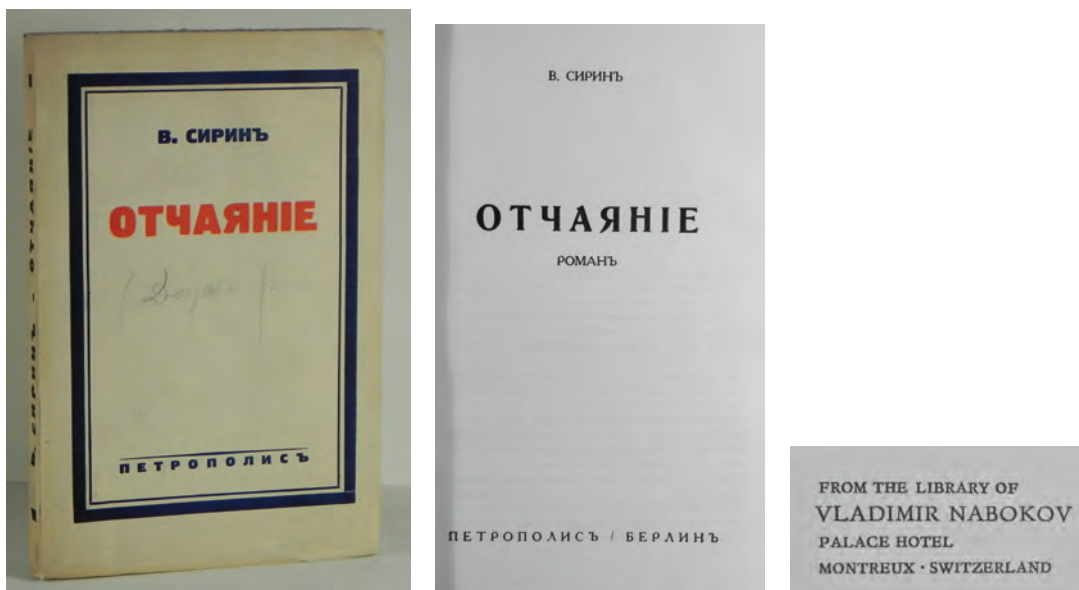 В. СИРИНЪ
ОТЧАЯНІЕ
ПЕТРОПОЛИСЪ
В. СИРИНЪ · ОТЧАЯНІЕ
В. СИРИНЪ
ОТЧАЯНІЕ
РОМАНЪ
ПЕТРОПОЛИСЪ / БЕРЛИНЪ
FROM THE LIBRARY OF
VLADIMIR NABOKOV
PALACE HOTEL
MONTREUX · SWITZERLAND